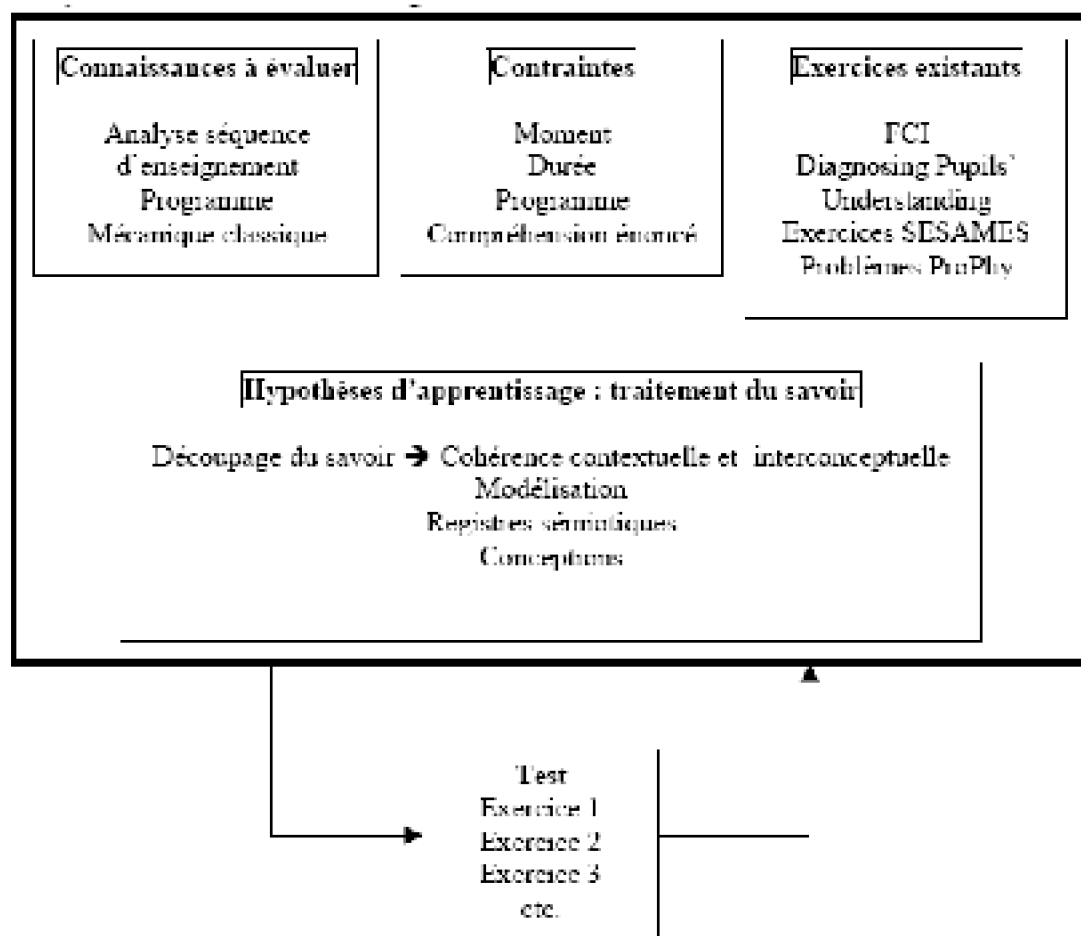 Connaissances à évaluer
Analyse séquence
d'enseignement
Programme
Mécanique classique
Contraintes
Moment
Durée
Programme
Compréhension énoncé
Exercices existants
FCI
Diagnosing Pupils'
Understanding
Exercices SESAMES
Problèmes ProPhy
Hypothèses d'apprentissage : traitement du savoir
Découpage du savoir ➔ Cohérence contextuelle et interconceptuelle
Modélisation
Registres sémiotiques
Conceptions
Test
Exercice 1
Exercice 2
Exercice 3
etc.